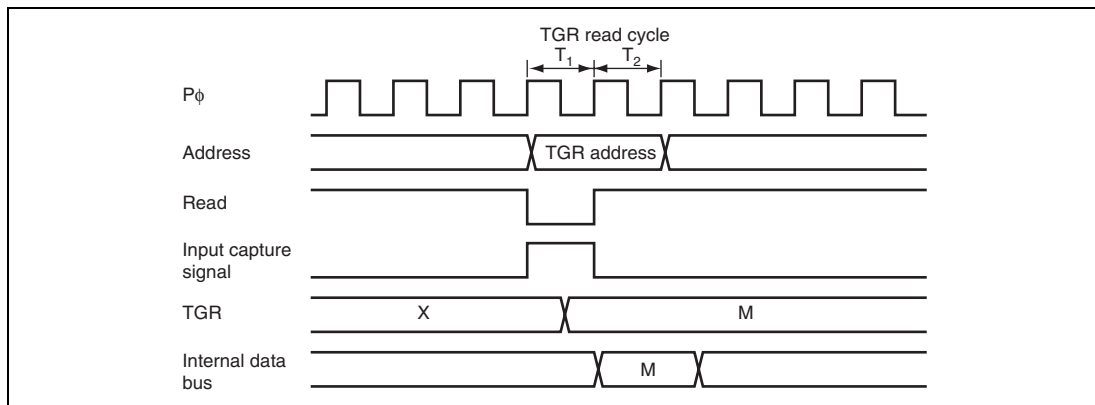 TGR read cycle
T1 T2
Pϕ
Address TGR address
Read
Input capture
signal
TGR X M
Internal data
bus M